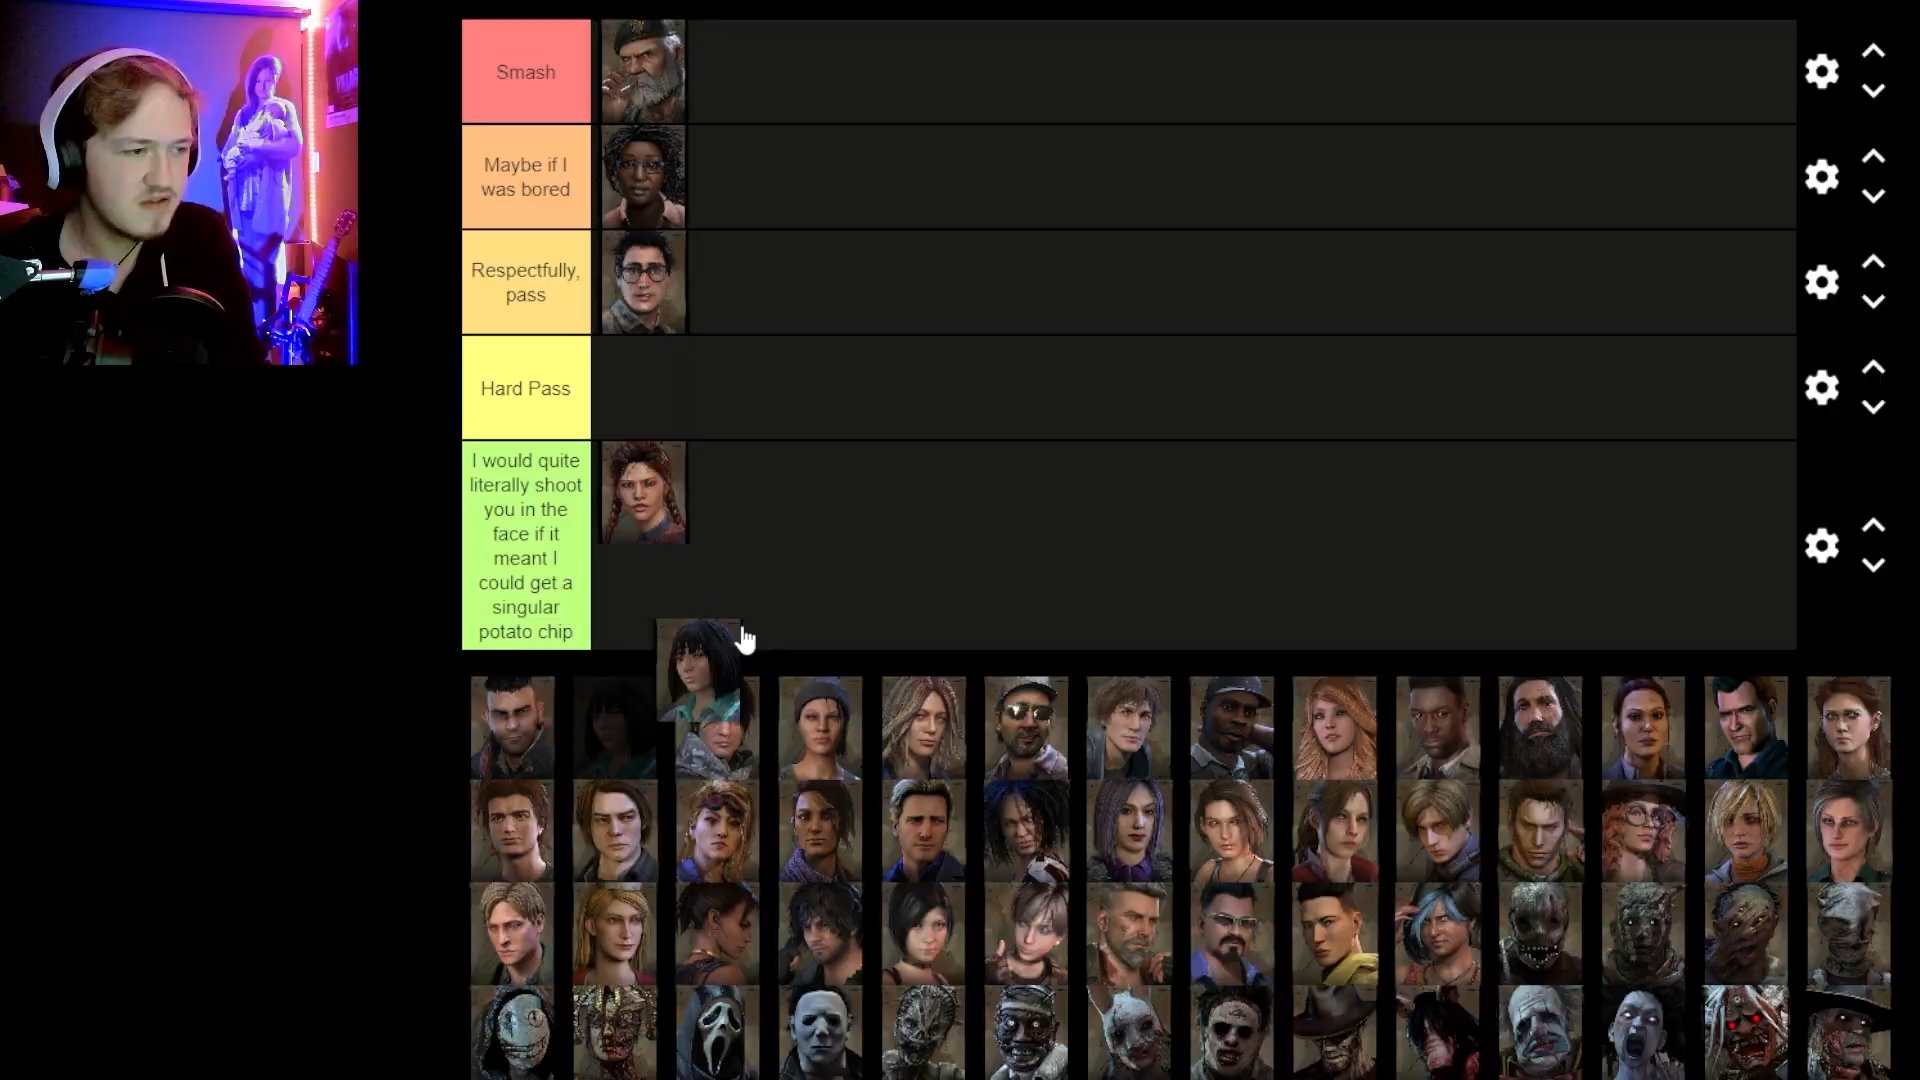 Smash
Maybe if I
was bored
Respectfully,
pass
Hard Pass
I would quite
literally shoot
you in the
face if it
meant I
could get a
singular
potato chip